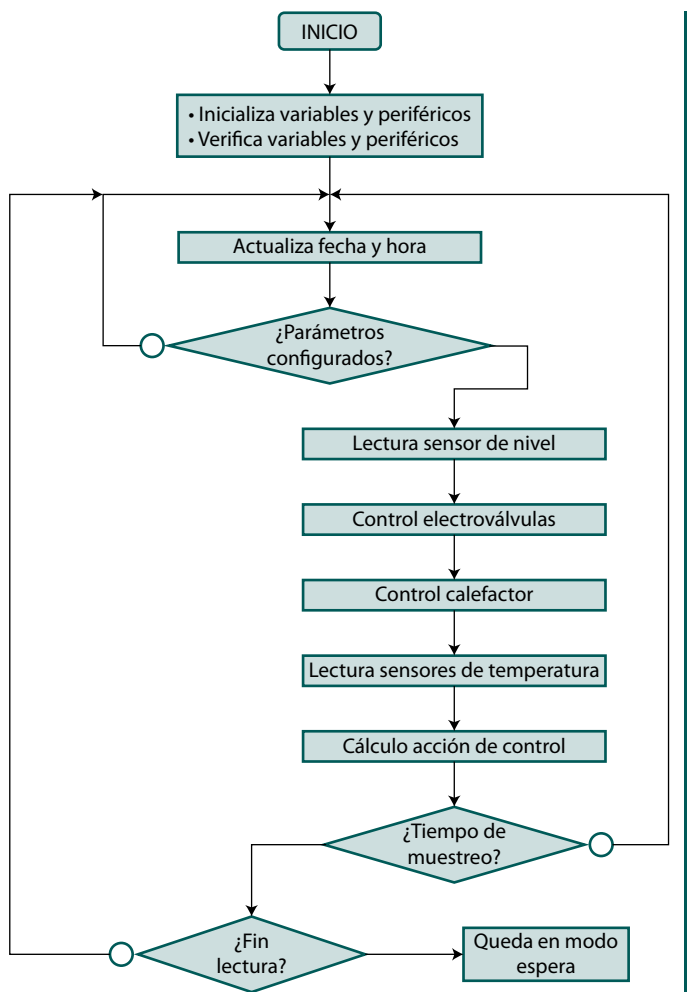 INICIO
• Inicializa variables y periféricos
• Verifica variables y periféricos
Actualiza fecha y hora
¿Parámetros
configurados?
Lectura sensor de nivel
Control electroválvulas
Control calefactor
Lectura sensores de temperatura
Cálculo acción de control
¿Tiempo de
muestreo?
¿Fin
lectura?
Queda en modo
espera